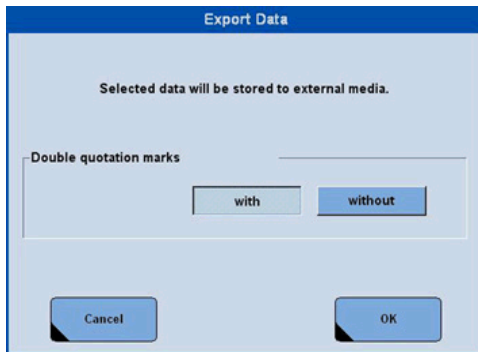 Export Data
Selected data will be stored to external media.
Double quotation marks
with without
Cancel OK